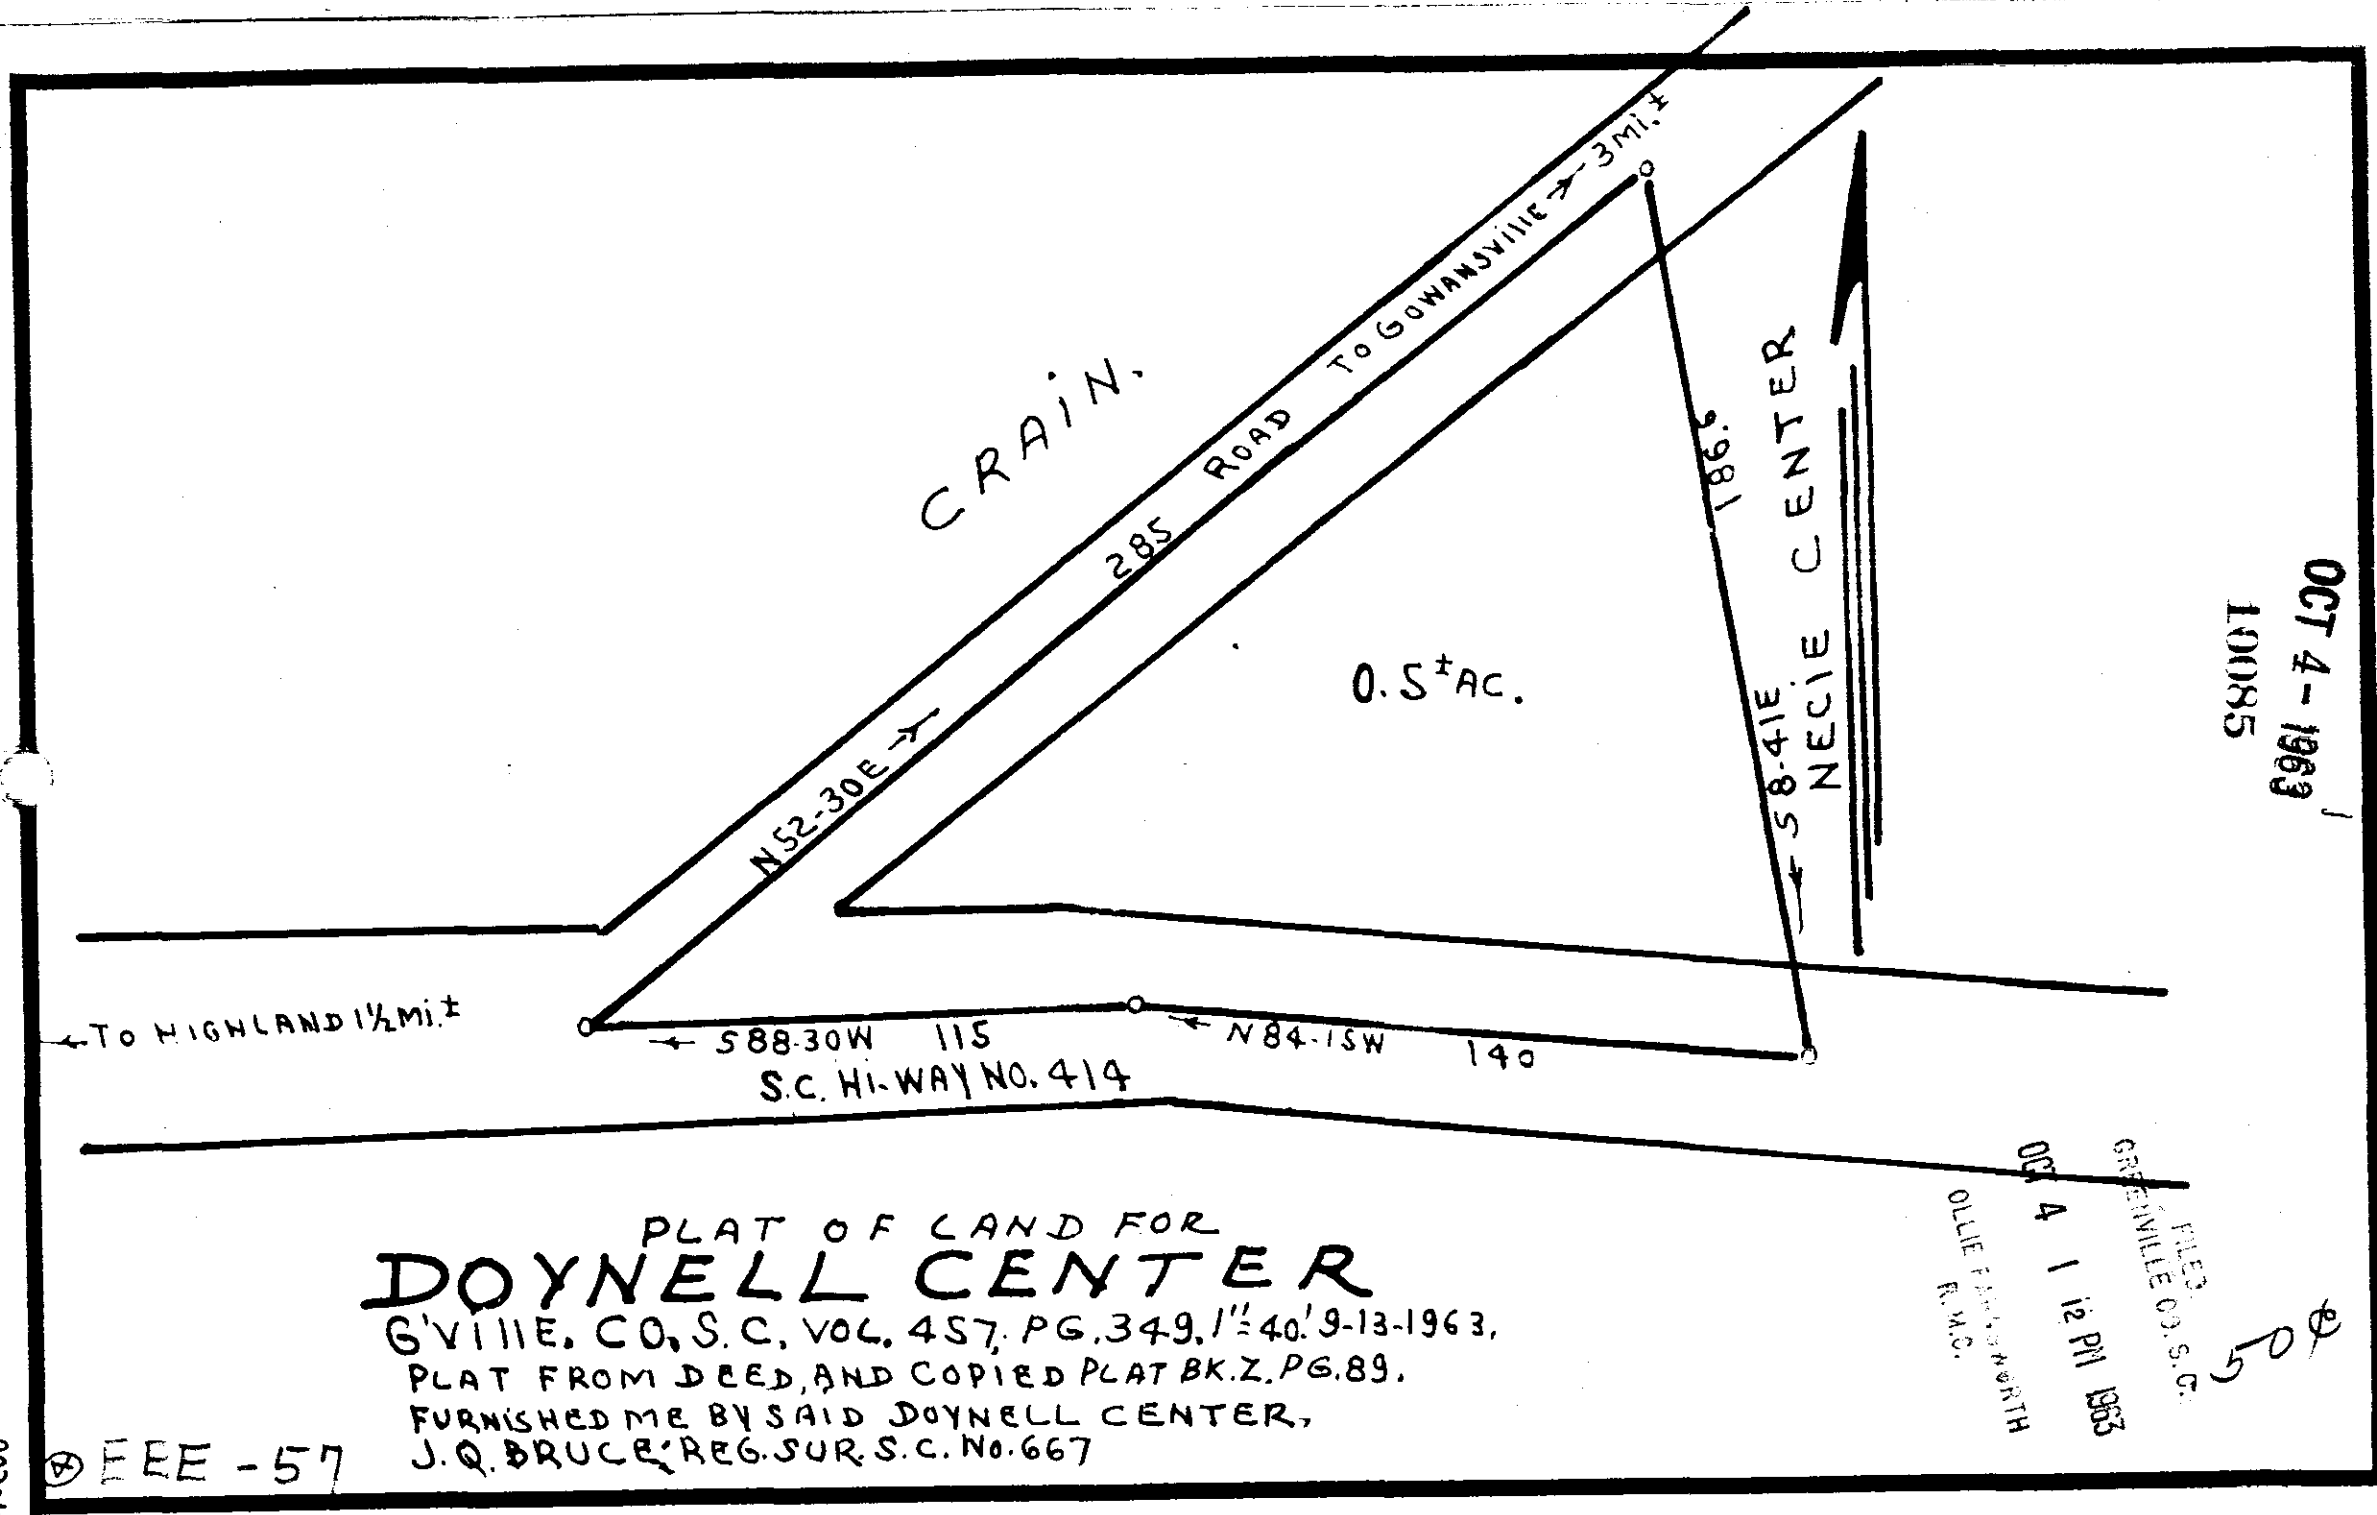 CRAiN.
ROAD TO GOWANSVillE → 3Mi.±
285
N52-30E →
186.6
← S8-41E
NECIE CENTER
0.5±AC.
OCT 4-1963
10085
← TO HIGHLAND 1½ Mi.±
← S88-30W 115
← N84-15W 140
S.C. Hi-WAY NO. 414
PLAT OF LAND FOR
DOYNELL CENTER
G'VillE. CO, S.C. VOL. 457, PG.349. 1"=40.' 9-13-1963.
PLAT FROM DEED, AND COPIED PLAT BK.Z. PG.89.
FURNiSHED ME BY SAID DOYNELL CENTER,
J.Q. BRUCE, REG. SUR. S.C. No.667
EEE - 57
FILED
GREENVILLE CO. S.C.
OCT 4 1 12 PM 1963
OLLIE FARNSWORTH
R.M.C.
50¢